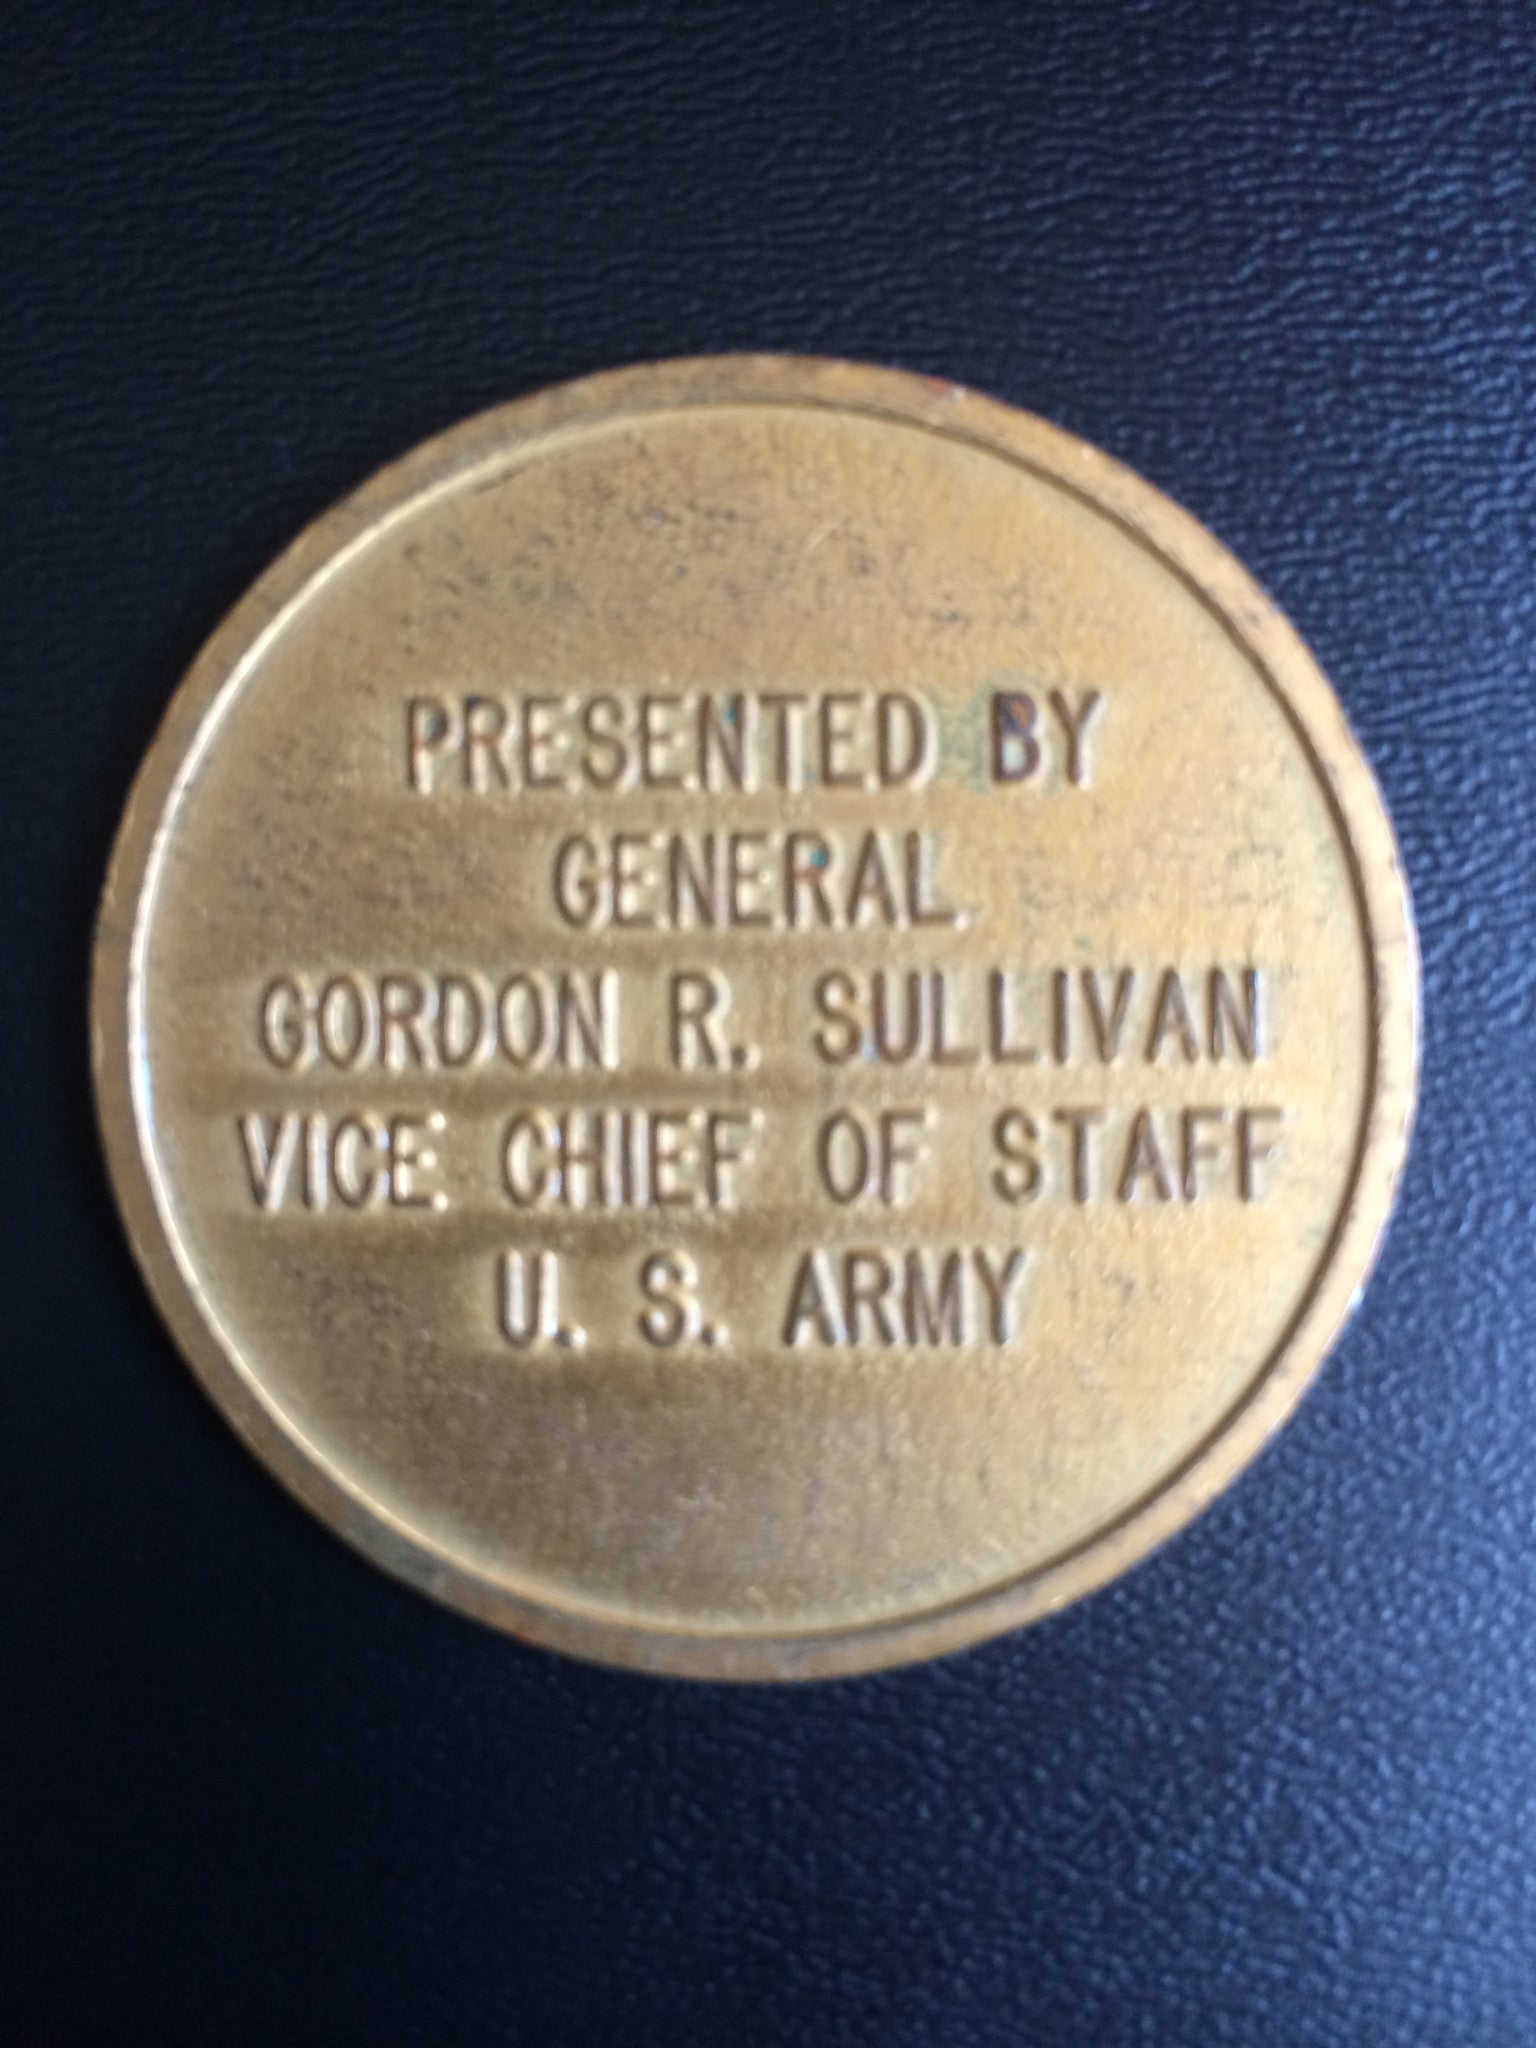 PRESENTED BY
GENERAL
GORDON R. SULLIVAN
VICE CHIEF OF STAFF
U. S. ARMY